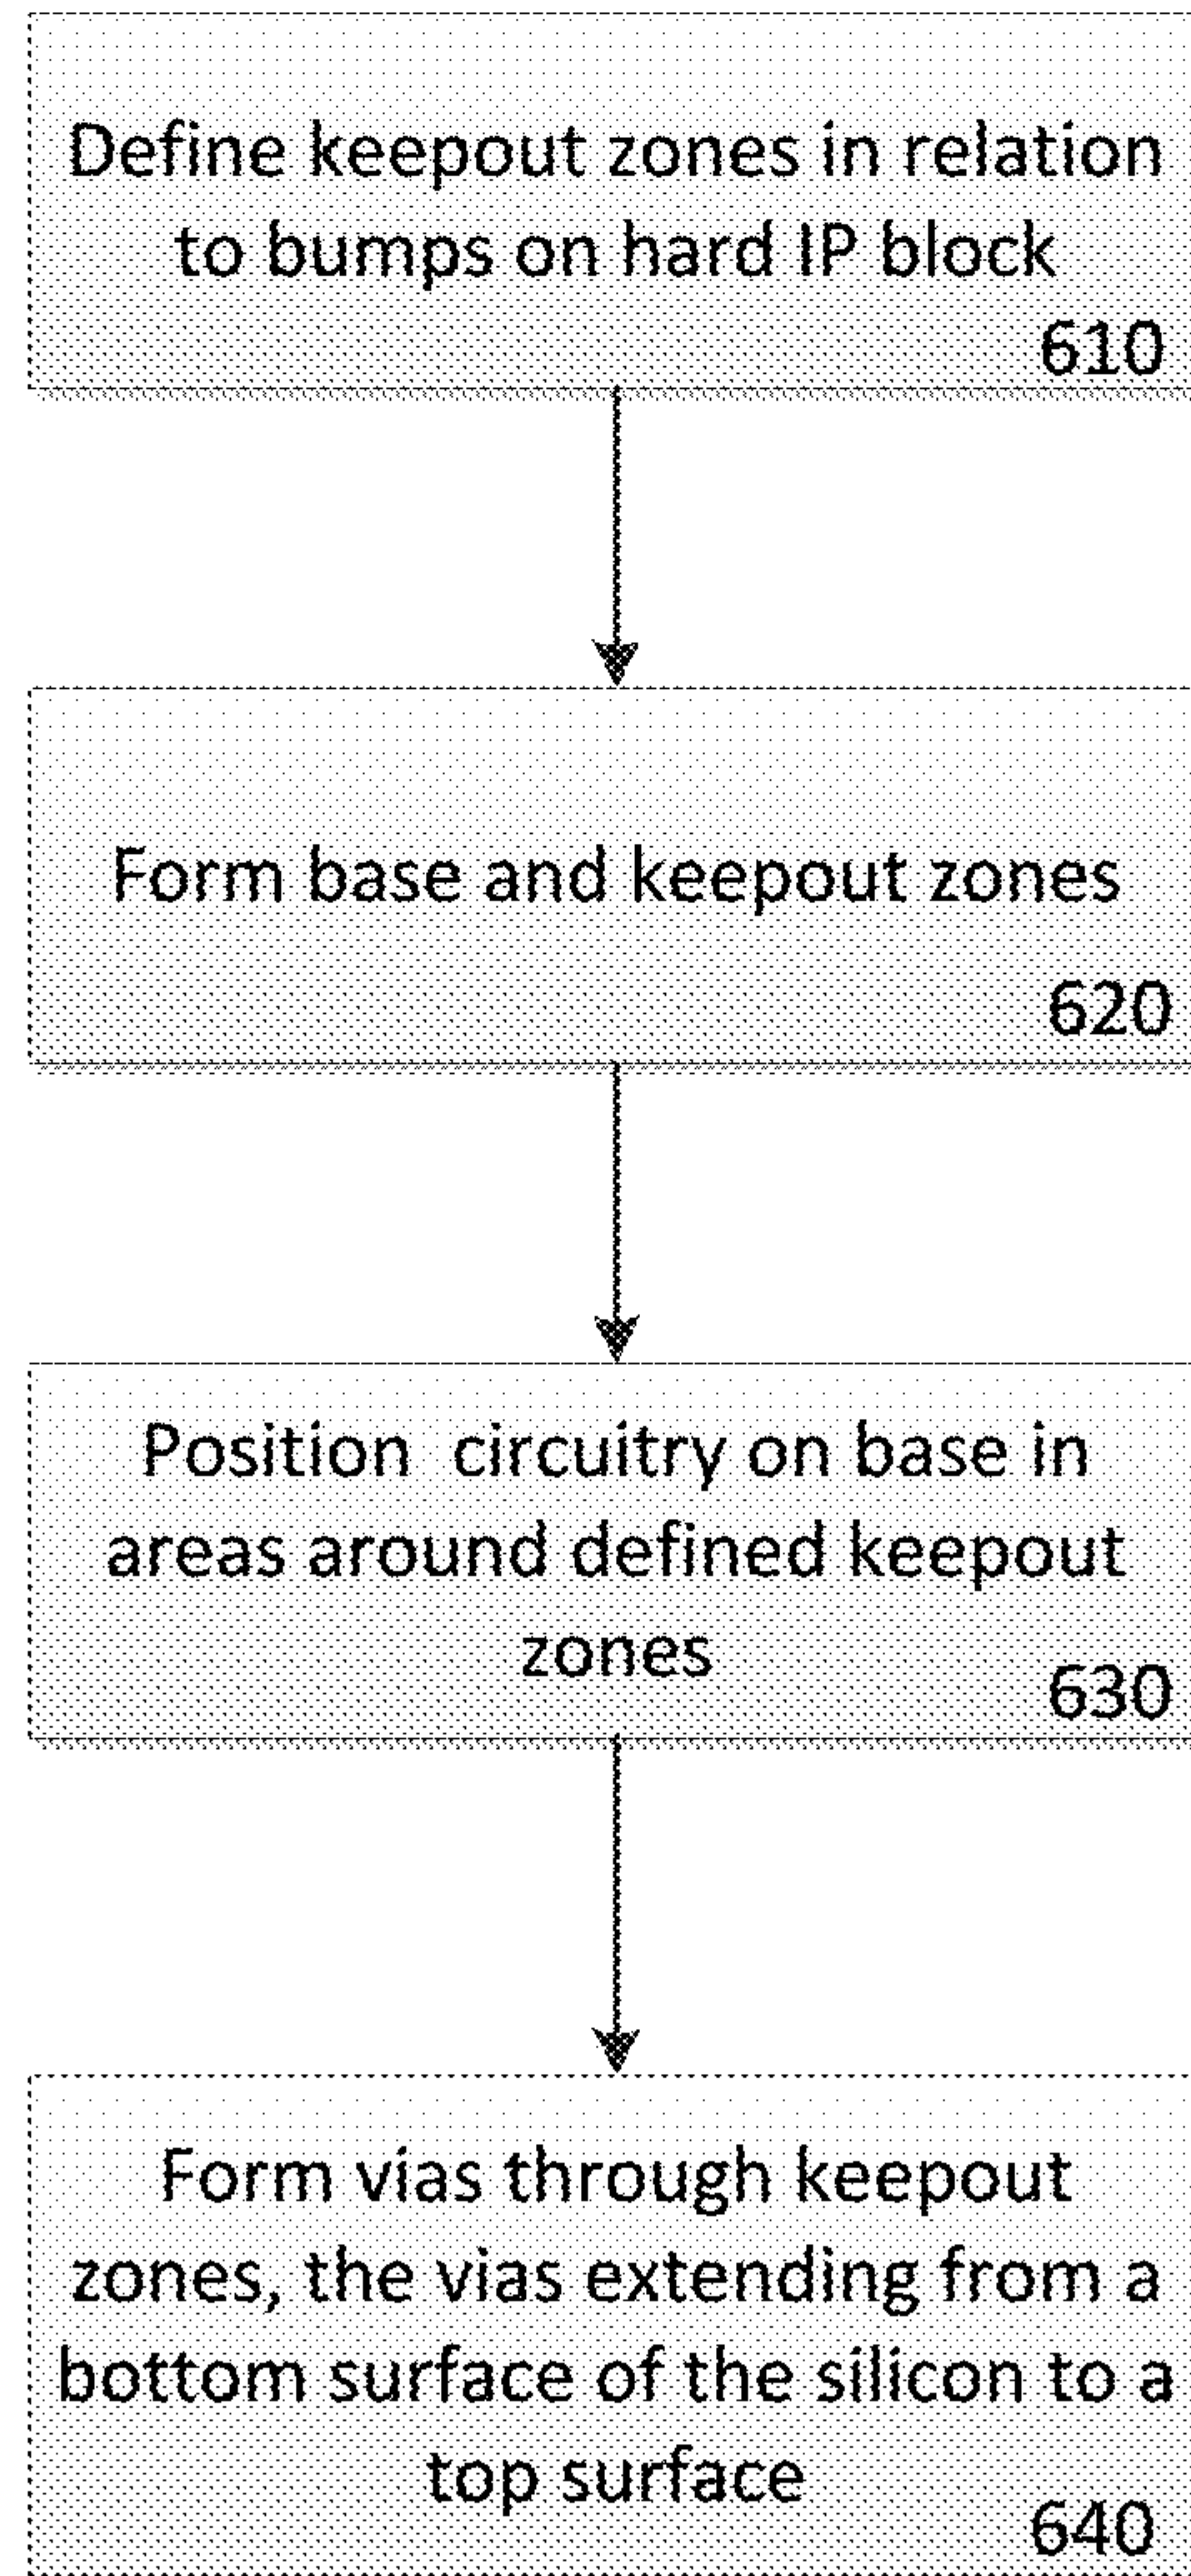 Define keepout zones in relation
to bumps on hard IP block
610
Form base and keepout zones
620
Position circuitry on base in
areas around defined keepout
zones
630
Form vias through keepout
zones, the vias extending from a
bottom surface of the silicon to a
top surface
640